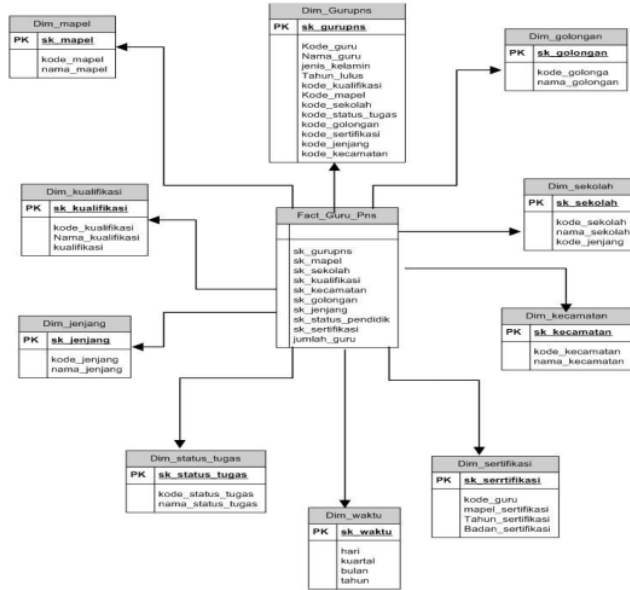 Dim_mapel
PK sk_mapel
kode_mapel
nama_mapel
Dim_Gurupns
PK sk_gurupns
Kode_guru
Nama_guru
jenis_kelamin
Tahun_lulus
kode_kualifikasi
Kode_mapel
kode_sekolah
kode_status_tugas
kode_golongan
kode_sertifikasi
kode_jenjang
kode_kecamatan
Dim_golongan
PK sk_golongan
kode_golonga
nama_golongan
Dim_kualifikasi
PK sk_kualifikasi
kode_kualifikasi
Nama_kualifikasi
kualifikasi
Fact_Guru_Pns
sk_gurupns
sk_mapel
sk_sekolah
sk_kualifikasi
sk_kecamatan
sk_golongan
sk_jenjang
sk_status_pendidik
sk_sertifikasi
jumlah_guru
Dim_sekolah
PK sk_sekolah
kode_sekolah
nama_sekolah
kode_jenjang
Dim_jenjang
PK sk_jenjang
kode_jenjang
nama_jenjang
Dim_kecamatan
PK sk_kecamatan
kode_kecamatan
nama_kecamatan
Dim_status_tugas
PK sk_status_tugas
kode_status_tugas
nama_status_tugas
Dim_waktu
PK sk_waktu
hari
kuartal
bulan
tahun
Dim_sertifikasi
PK sk_serrtifikasi
kode_guru
mapel_sertifikasi
Tahun_sertifikasi
Badan_sertifikasi